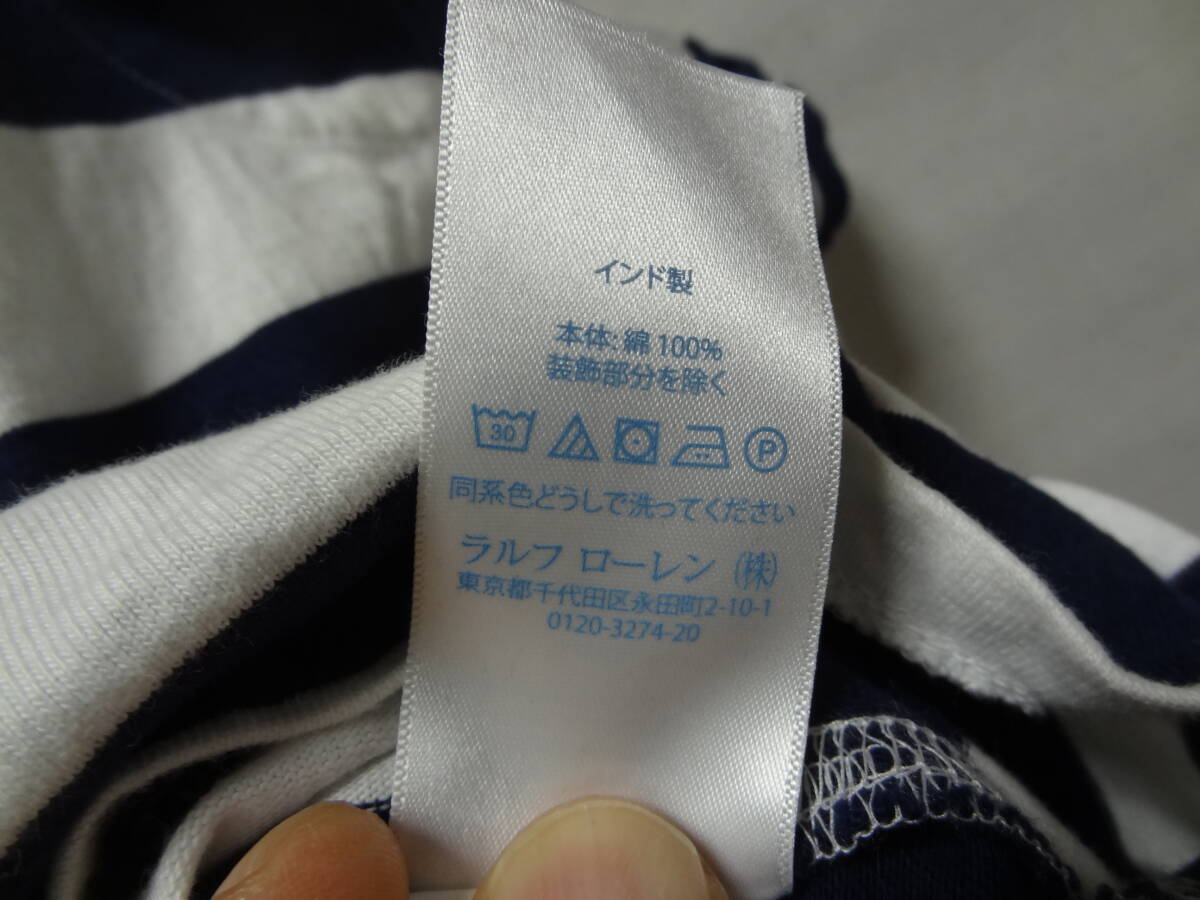 インド製
本体: 綿 100%
装飾部分を除く
30 P
同系色どうしで洗ってください
ラルフ ローレン ㈱
東京都千代田区永田町2-10-1
0120-3274-20